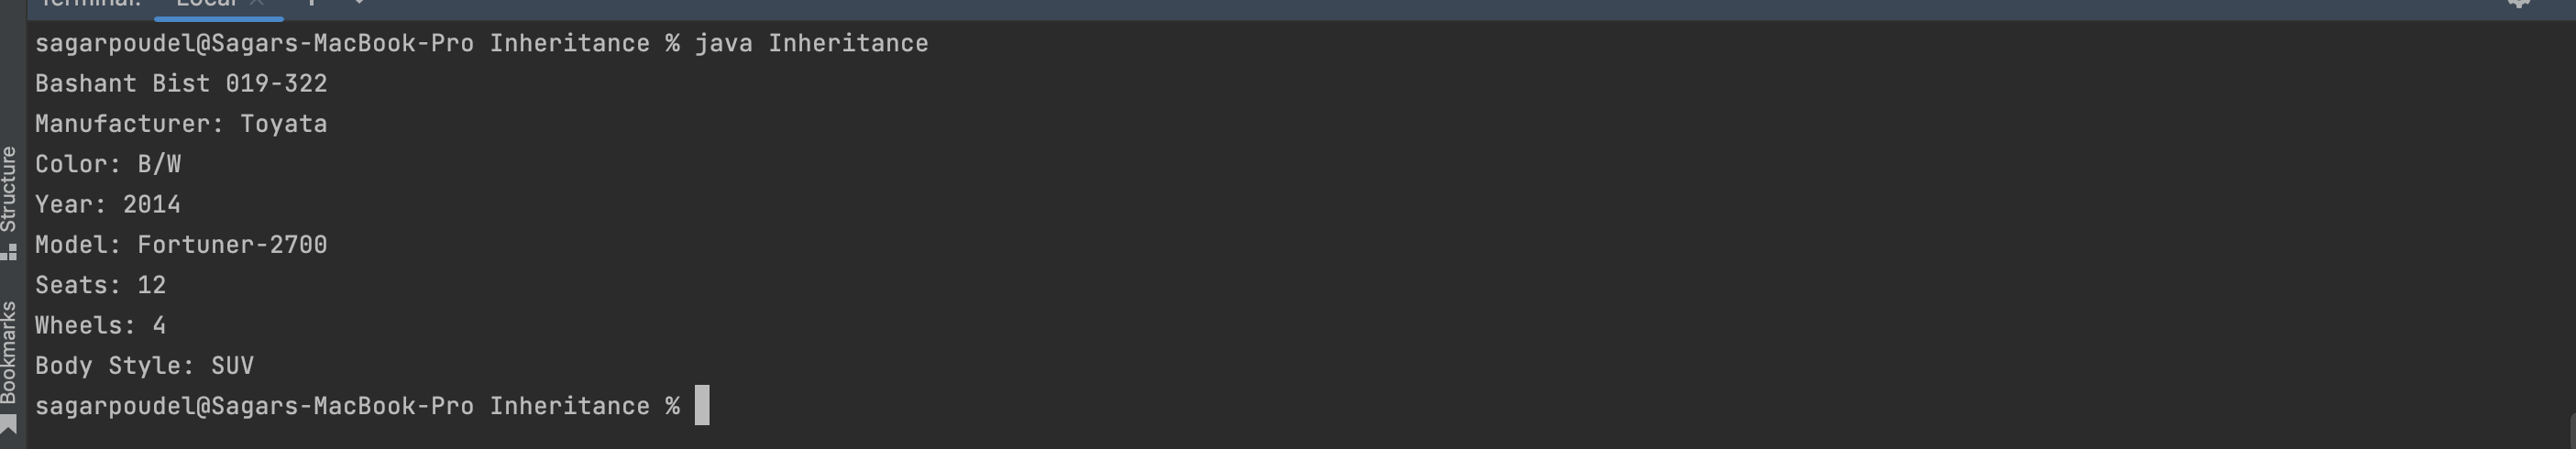 Terminal: Local
sagarpoudel@Sagars-MacBook-Pro Inheritance % java Inheritance
Bashant Bist 019-322
Manufacturer: Toyata
Color: B/W
Year: 2014
Model: Fortuner-2700
Seats: 12
Wheels: 4
Body Style: SUV
sagarpoudel@Sagars-MacBook-Pro Inheritance %
Structure
Bookmarks